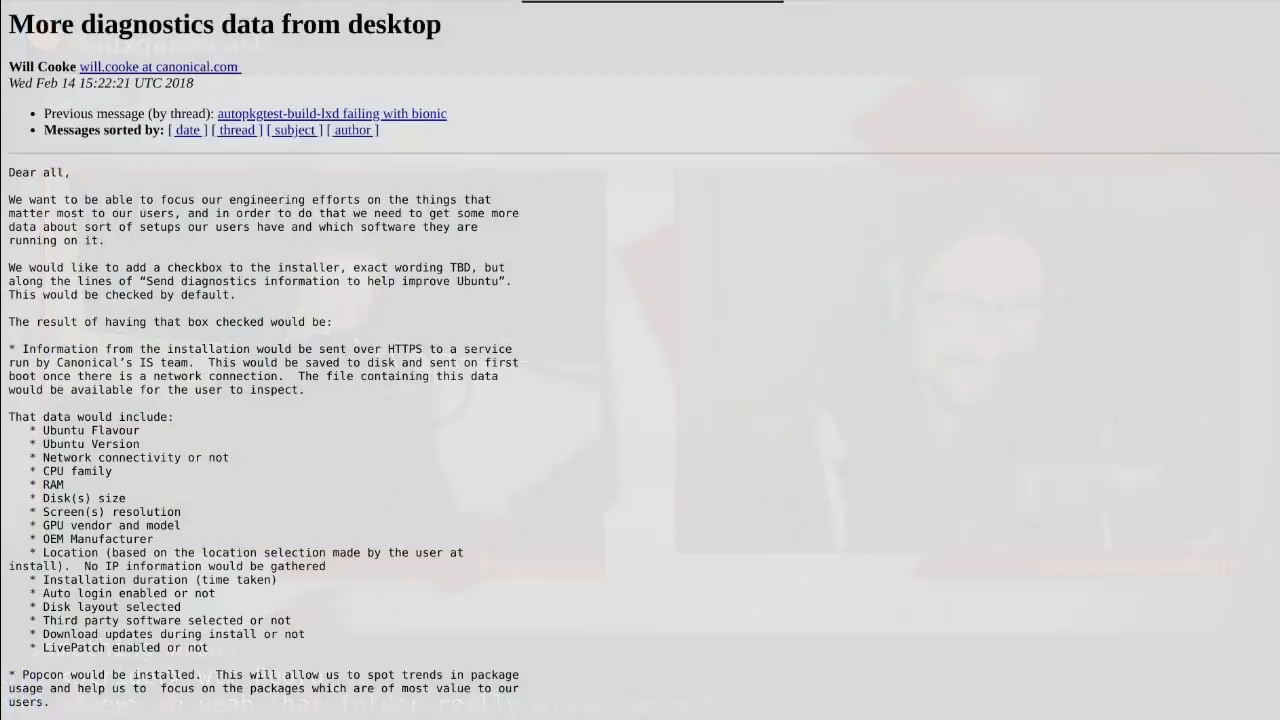 More diagnostics data from desktop
Will Cooke will.cooke at canonical.com
Wed Feb 14 15:22:21 UTC 2018
• Previous message (by thread): autopkgtest-build-lxd failing with bionic
• Messages sorted by: [ date ] [ thread ] [ subject ] [ author ]
Dear all,
We want to be able to focus our engineering efforts on the things that
matter most to our users, and in order to do that we need to get some more
data about sort of setups our users have and which software they are
running on it.
We would like to add a checkbox to the installer, exact wording TBD, but
along the lines of “Send diagnostics information to help improve Ubuntu”.
This would be checked by default.
The result of having that box checked would be:
* Information from the installation would be sent over HTTPS to a service
run by Canonical’s IS team.  This would be saved to disk and sent on first
boot once there is a network connection.  The file containing this data
would be available for the user to inspect.
That data would include:
* Ubuntu Flavour
* Ubuntu Version
* Network connectivity or not
* CPU family
* RAM
* Disk(s) size
* Screen(s) resolution
* GPU vendor and model
* OEM Manufacturer
* Location (based on the location selection made by the user at
install).  No IP information would be gathered
* Installation duration (time taken)
* Auto login enabled or not
* Disk layout selected
* Third party software selected or not
* Download updates during install or not
* LivePatch enabled or not
* Popcon would be installed.  This will allow us to spot trends in package
usage and help us to  focus on the packages which are of most value to our
users.